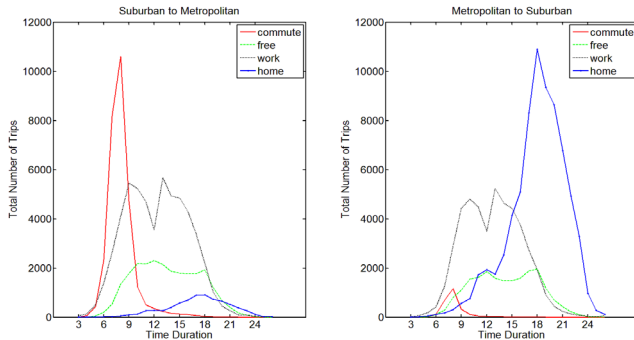 Suburban to Metropolitan
12000
10000
8000
6000
4000
2000
0
Total Number of Trips
3 6 9 12 15 18 21 24
Time Duration
commute
free
work
home
Metropolitan to Suburban
12000
10000
8000
6000
4000
2000
0
Total Number of Trips
3 6 9 12 15 18 21 24
Time Duration
commute
free
work
home